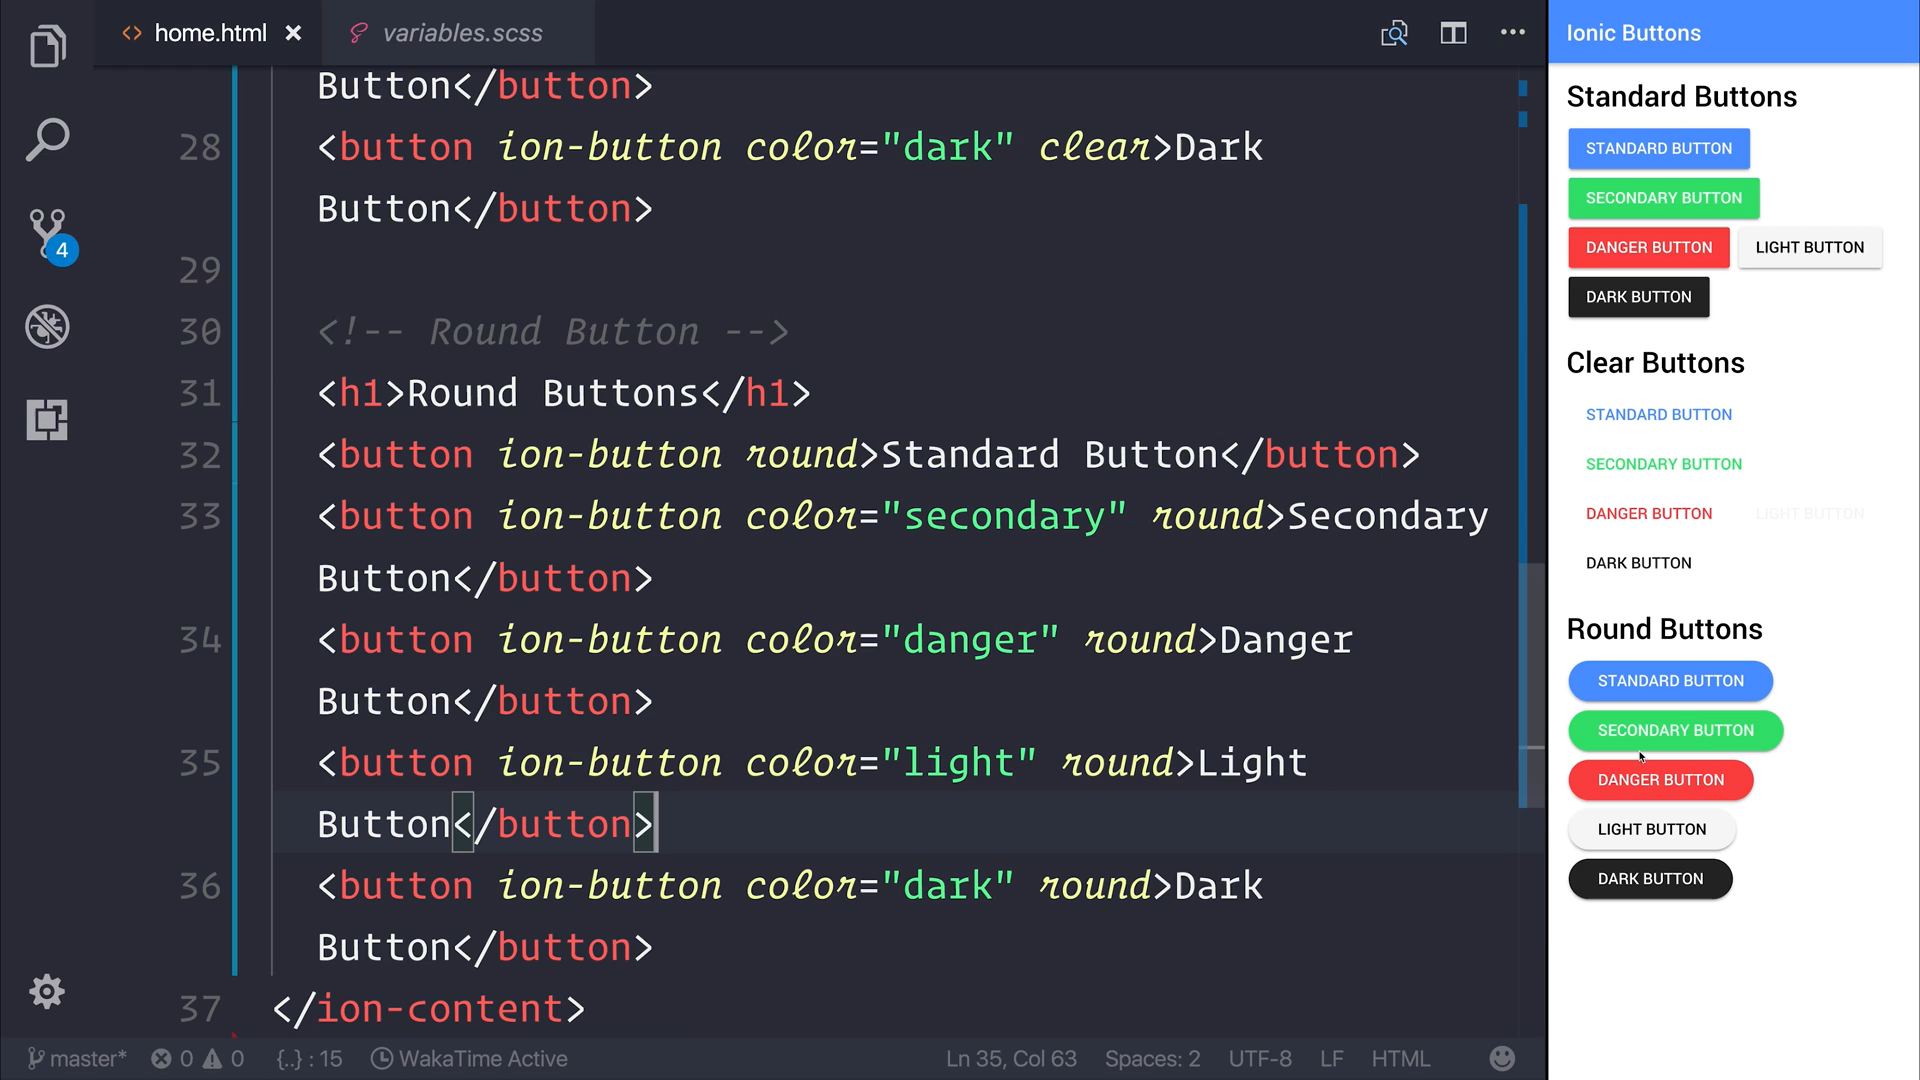 home.html
variables.scss
Button</button>
28 <button ion-button color="dark" clear>Dark
Button</button>
29
30 <!-- Round Button -->
31 <h1>Round Buttons</h1>
32 <button ion-button round>Standard Button</button>
33 <button ion-button color="secondary" round>Secondary
Button</button>
34 <button ion-button color="danger" round>Danger
Button</button>
35 <button ion-button color="light" round>Light
Button</button>
36 <button ion-button color="dark" round>Dark
Button</button>
37 </ion-content>
4
master* 0 0 {..} : 15 WakaTime Active Ln 35, Col 63 Spaces: 2 UTF-8 LF HTML
Ionic Buttons
Standard Buttons
STANDARD BUTTON
SECONDARY BUTTON
DANGER BUTTON LIGHT BUTTON
DARK BUTTON
Clear Buttons
STANDARD BUTTON
SECONDARY BUTTON
DANGER BUTTON LIGHT BUTTON
DARK BUTTON
Round Buttons
STANDARD BUTTON
SECONDARY BUTTON
DANGER BUTTON
LIGHT BUTTON
DARK BUTTON